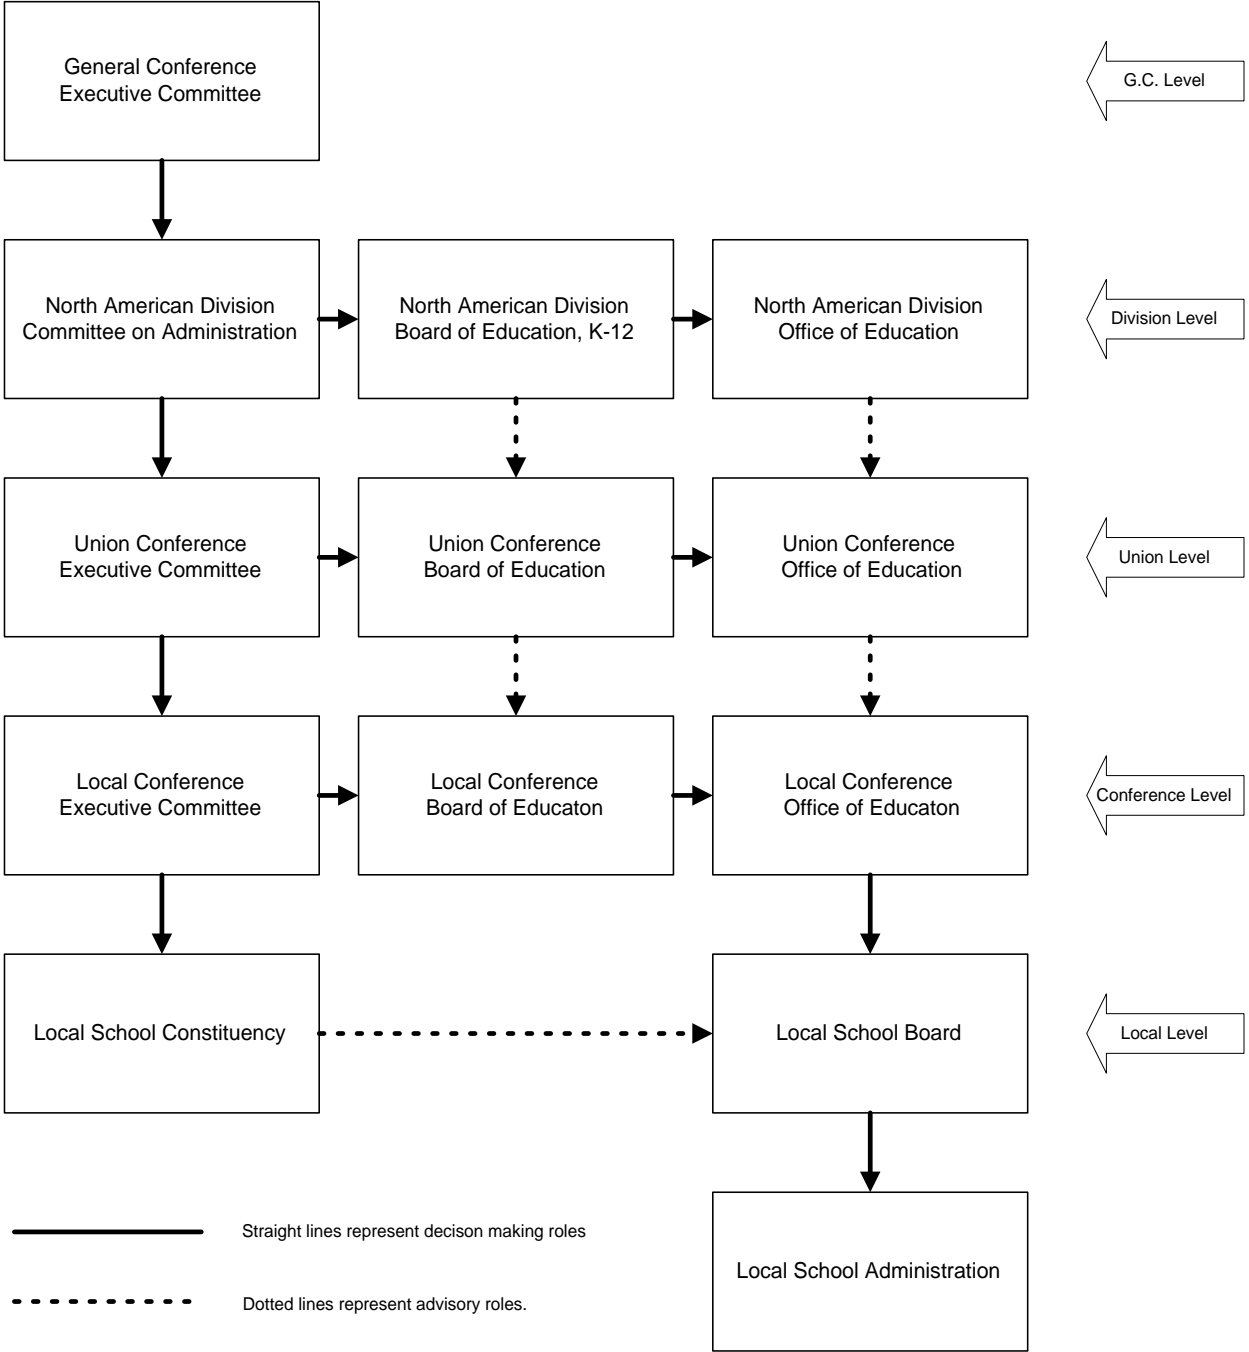 General Conference
Executive Committee
G.C. Level
North American Division
Committee on Administration
North American Division
Board of Education, K-12
North American Division
Office of Education
Division Level
Union Conference
Executive Committee
Union Conference
Board of Education
Union Conference
Office of Education
Union Level
Local Conference
Executive Committee
Local Conference
Board of Educaton
Local Conference
Office of Educaton
Conference Level
Local School Constituency
Local School Board
Local Level
Straight lines represent decison making roles
Local School Administration
Dotted lines represent advisory roles.